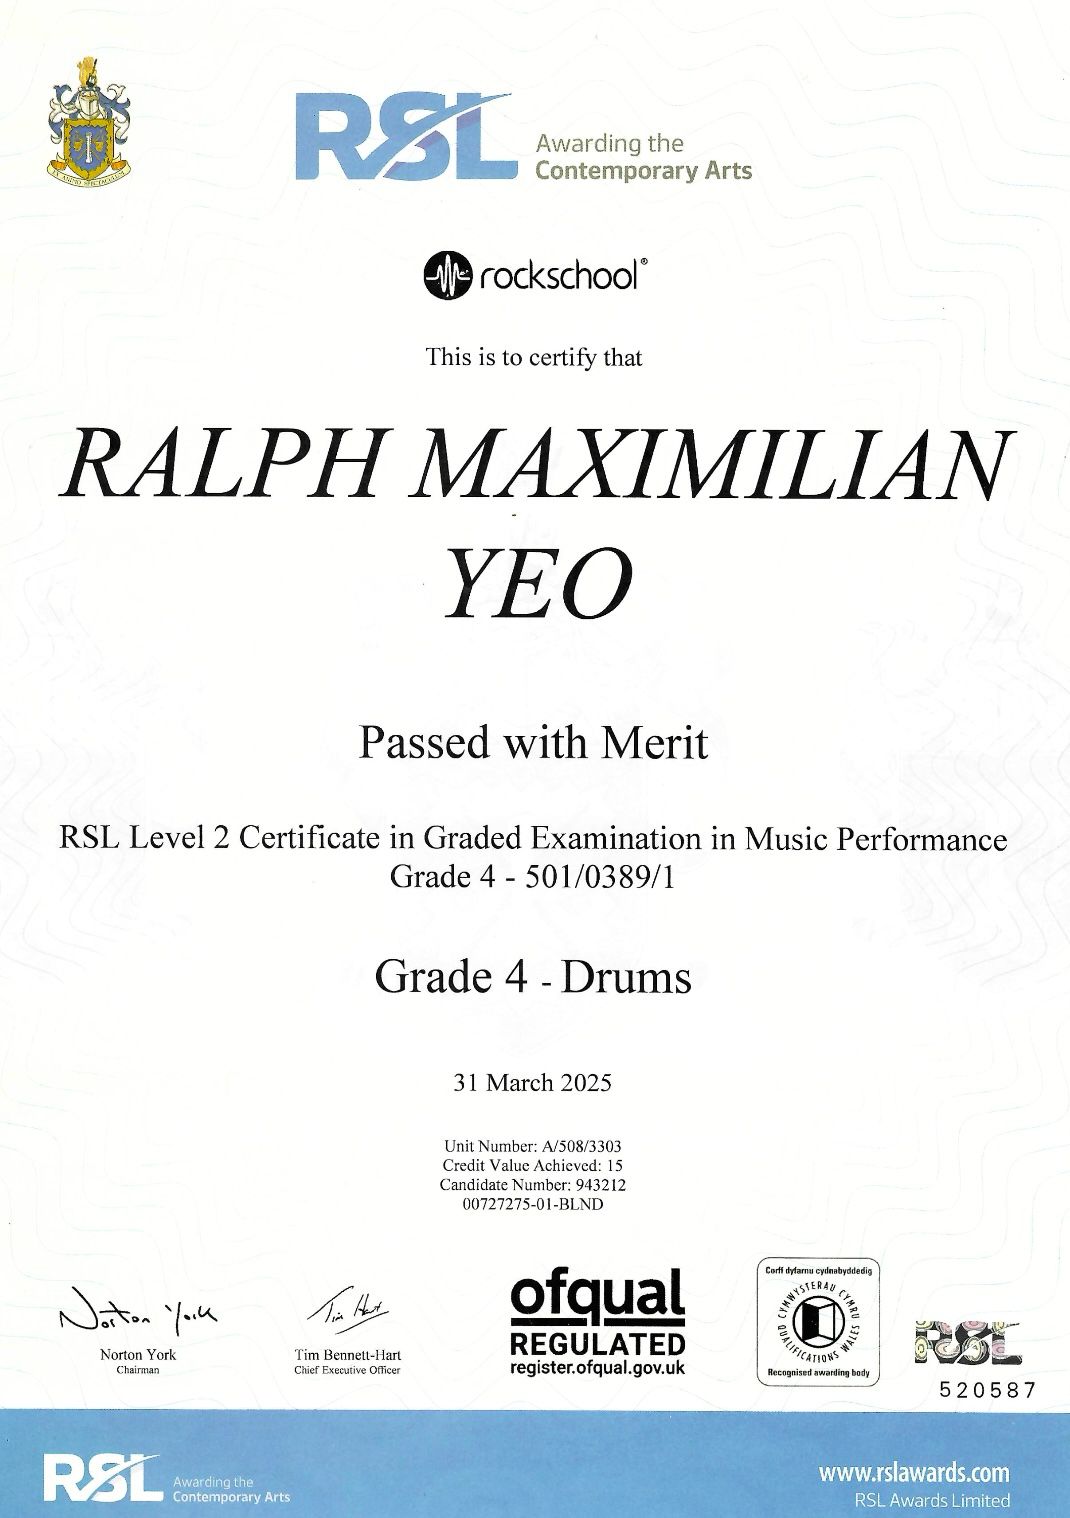 RSL
Awarding the
Contemporary Arts
rockschool®
This is to certify that
RALPH MAXIMILIAN
YEO
Passed with Merit
RSL Level 2 Certificate in Graded Examination in Music Performance
Grade 4 - 501/0389/1
Grade 4 - Drums
31 March 2025
Unit Number: A/508/3303
Credit Value Achieved: 15
Candidate Number: 943212
00727275-01-BLND
Norton York
Norton York
Chairman
Tim Hart
Tim Bennett-Hart
Chief Executive Officer
ofqual
REGULATED
register.ofqual.gov.uk
Corff dyfarnu cydnabyddedig
CYMWYSTERAU CYMRU
QUALIFICATIONS WALES
Recognised awarding body
RSL
520587
RSL
Awarding the
Contemporary Arts
www.rslawards.com
RSL Awards Limited